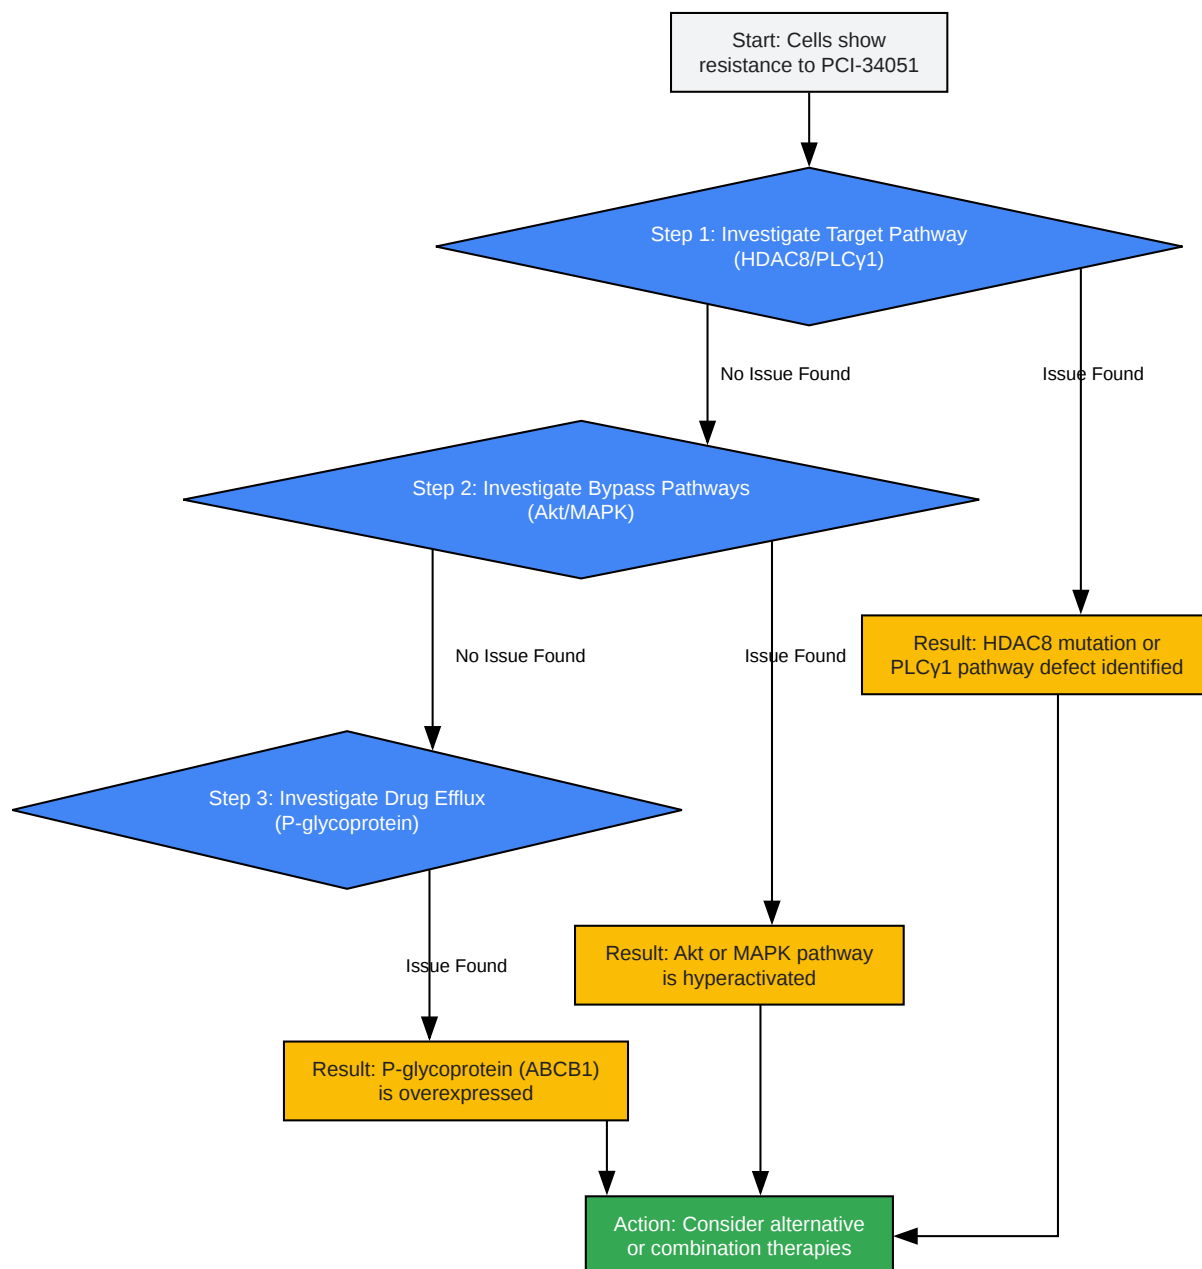 Start: Cells show
resistance to PCI-34051
Step 1: Investigate Target Pathway
(HDAC8/PLCγ1)
No Issue Found
Issue Found
Step 2: Investigate Bypass Pathways
(Akt/MAPK)
Result: HDAC8 mutation or
PLCγ1 pathway defect identified
No Issue Found
Issue Found
Step 3: Investigate Drug Efflux
(P-glycoprotein)
Result: Akt or MAPK pathway
is hyperactivated
Issue Found
Result: P-glycoprotein (ABCB1)
is overexpressed
Action: Consider alternative
or combination therapies